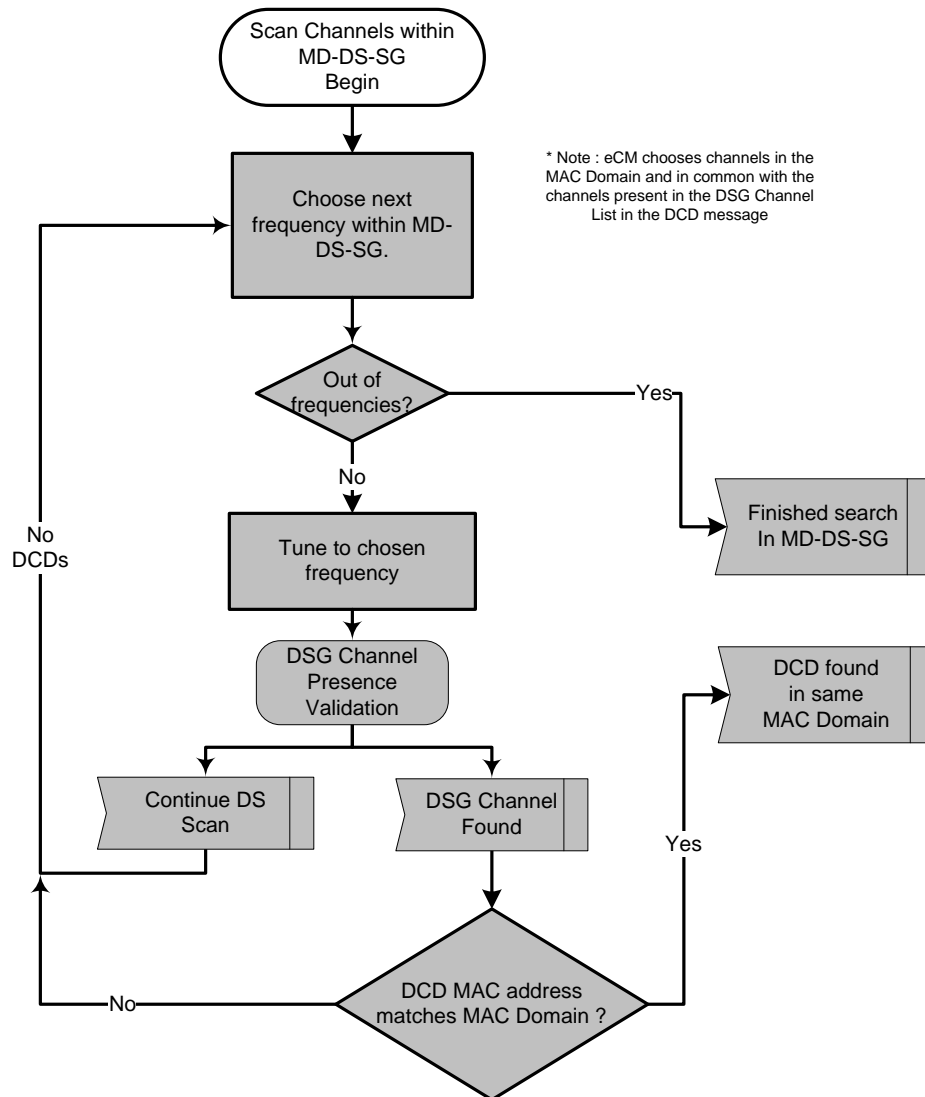 Scan Channels within
MD-DS-SG
Begin
* Note : eCM chooses channels in the
MAC Domain and in common with the
channels present in the DSG Channel
List in the DCD message
Choose next
frequency within MD-
DS-SG.
Out of
frequencies?
Yes
No
Finished search
In MD-DS-SG
No
DCDs
Tune to chosen
frequency
DSG Channel
Presence
Validation
DCD found
in same
MAC Domain
Continue DS
Scan
DSG Channel
Found
Yes
DCD MAC address
matches MAC Domain ?
No